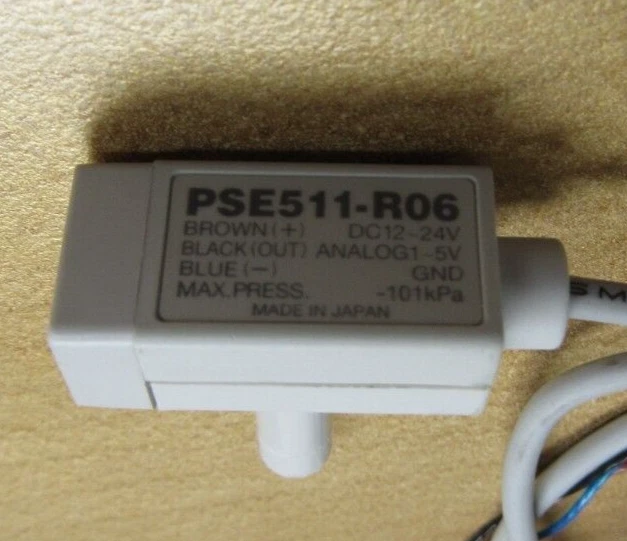 PSE511-R06
BROWN(+) DC12~24V
BLACK(OUT) ANALOG1~5V
BLUE(−) GND
MAX.PRESS. -101kPa
MADE IN JAPAN
S M